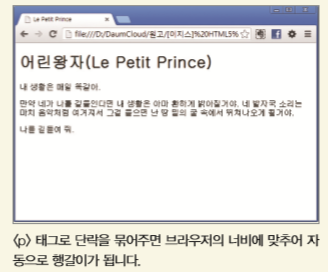 Le Petit Prince
file:///D:/DaumCloud/원고/[이지스]%20HTML5%
어린왕자(Le Petit Prince)
내 생활은 매일 똑같아.
만약 네가 나를 길들인다면 내 생활은 아마 환하게 밝아질거야. 네 발자국 소리는
마치 음악처럼 여겨져서 그걸 들으면 난 땅 밑의 굴 속에서 뛰쳐나오게 될거야.
나를 길들여 줘.
〈p〉 태그로 단락을 묶어주면 브라우저의 너비에 맞추어 자
동으로 행갈이가 됩니다.